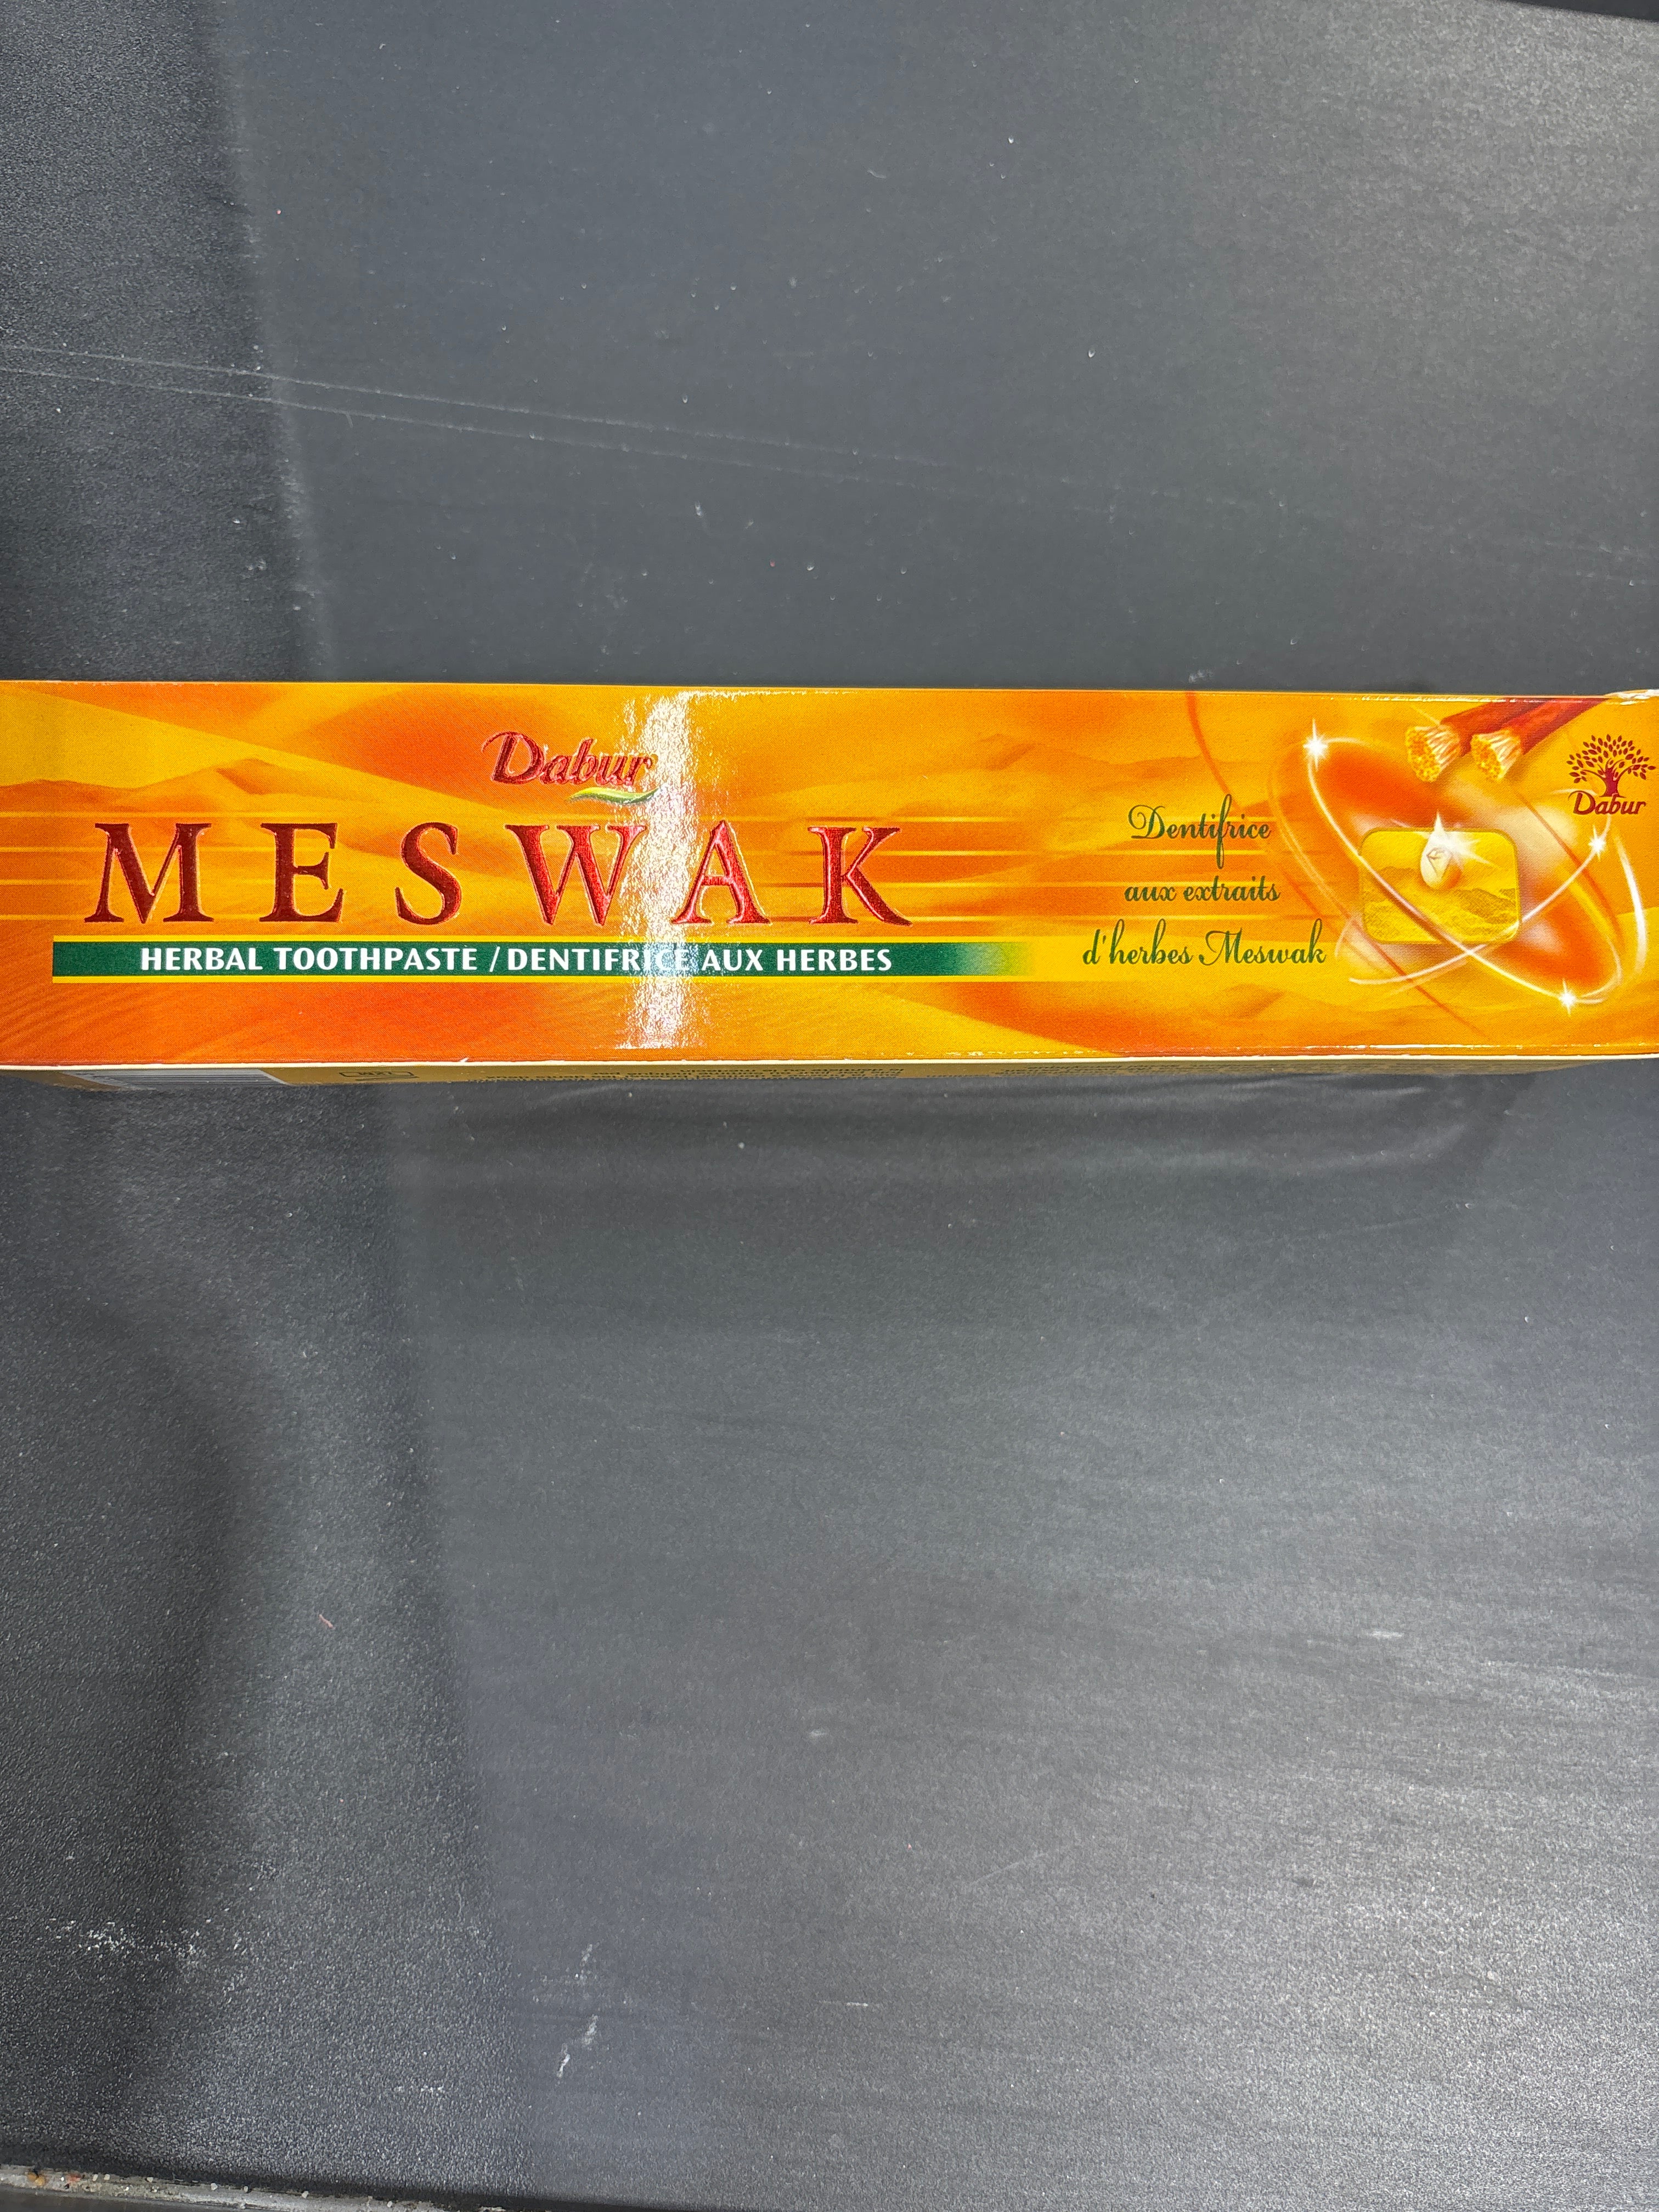 Dabur
MESWAK
HERBAL TOOTHPASTE / DENTIFRICE AUX HERBES
Dentifrice
aux extraits
d'herbes Meswak
Dabur